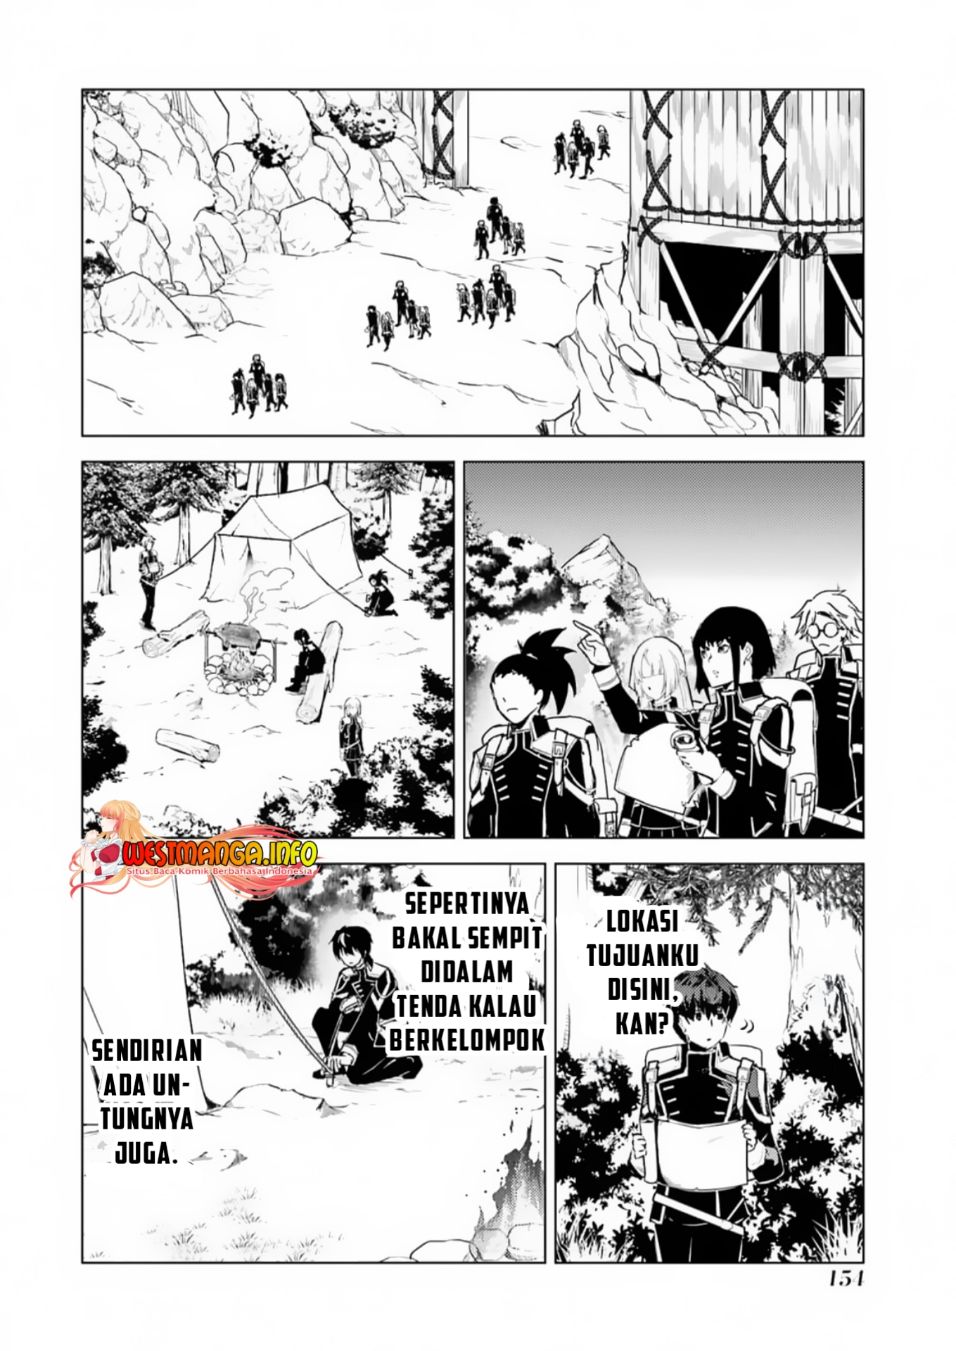 WESTMANGA.INFO
Situs Baca Komik Berbahasa Indonesia
LOKASI
TUJUANKU
DISINI,
KAN?
SEPERTINYA
BAKAL SEMPIT
DIDALAM
TENDA KALAU
BERKELOMPOK
SENDIRIAN
ADA UN-
TUNGNYA
JUGA.
154